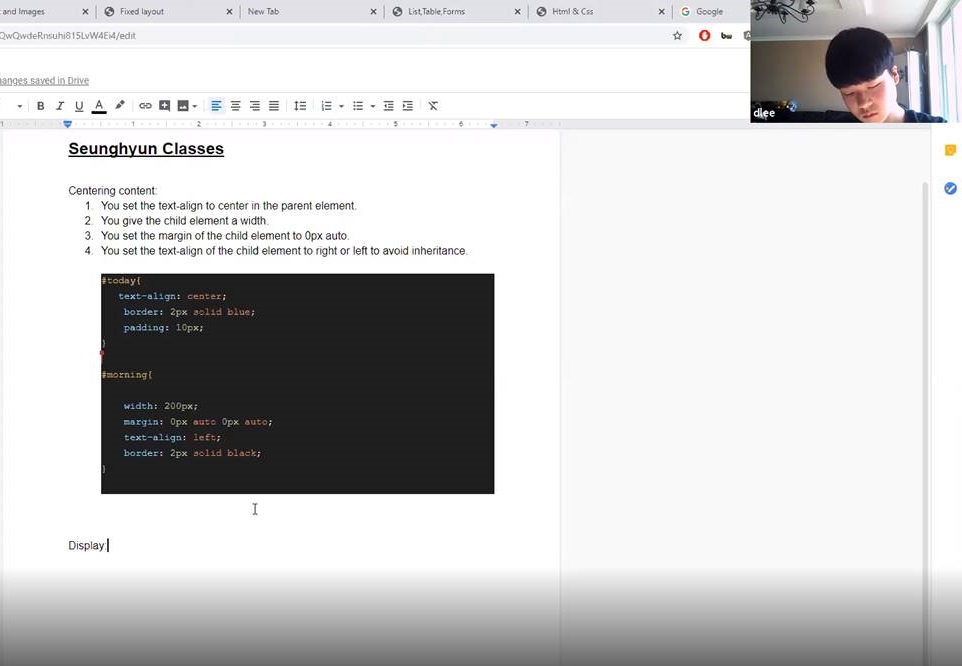 and Images
Fixed layout
New Tab
List,Table,Forms
Html & Css
Google
QwQwdeRnsuhi815LvW4Ei4/edit
anges saved in Drive
B I U A
1 1 2 3 4 5 6 7
dlee
Seunghyun Classes
Centering content:
1. You set the text-align to center in the parent element.
2. You give the child element a width.
3. You set the margin of the child element to 0px auto.
4. You set the text-align of the child element to right or left to avoid inheritance.
#today{
text-align: center;
border: 2px solid blue;
padding: 10px;
}
#morning{
width: 200px;
margin: 0px auto 0px auto;
text-align: left;
border: 2px solid black;
}
Display: